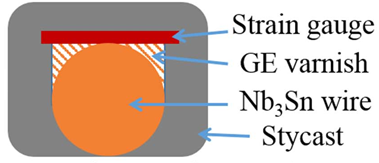 Strain gauge
GE varnish
Nb₃Sn wire
Stycast